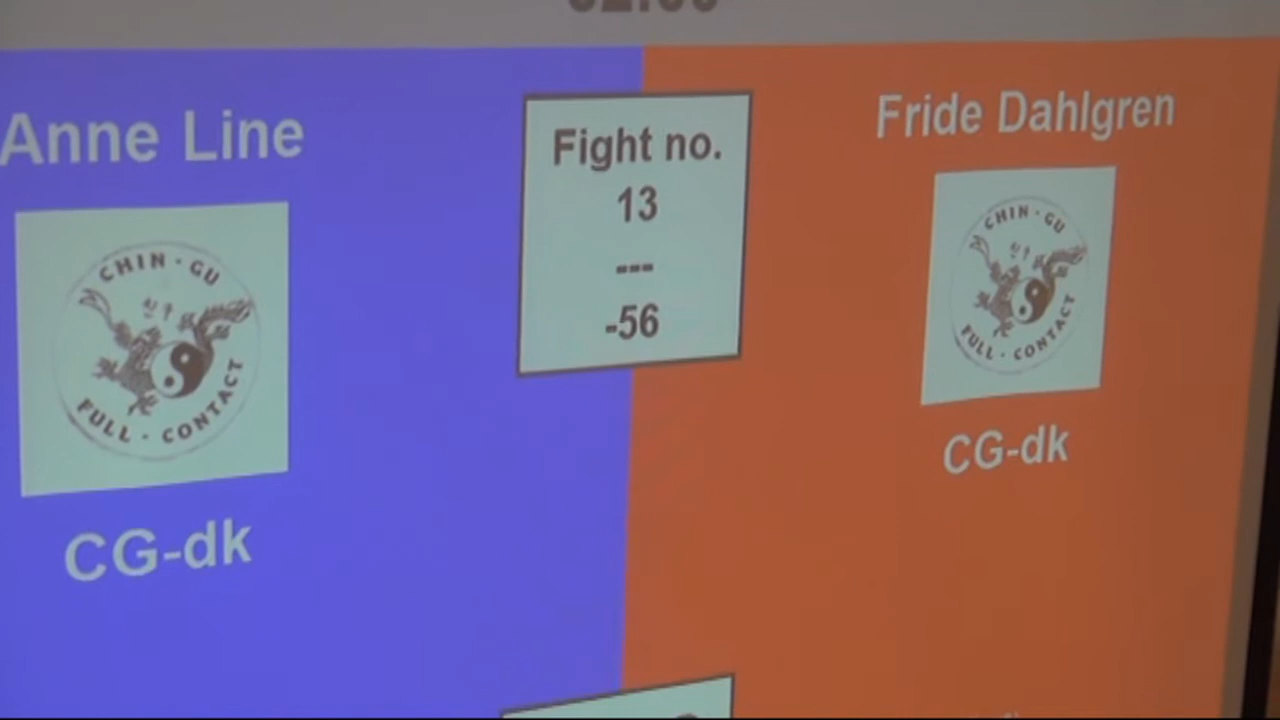 Anne Line
CHIN · GU
FULL · CONTACT
CG-dk
Fight no.
13
---
-56
Fride Dahlgren
CHIN · GU
FULL · CONTACT
CG-dk